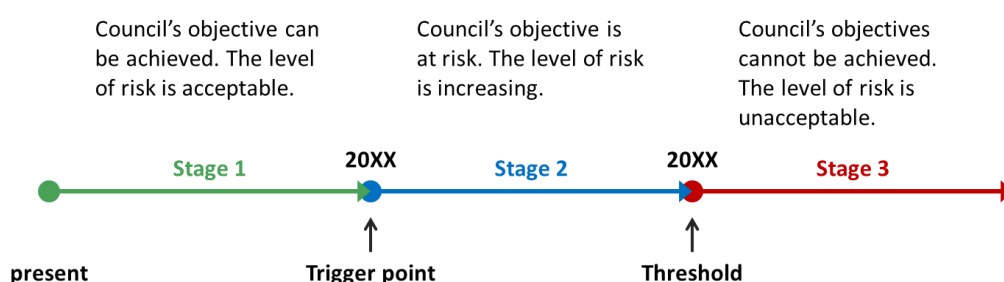 Council's objective can
be achieved. The level
of risk is acceptable.
Council's objective is
at risk. The level of risk
is increasing.
Council's objectives
cannot be achieved.
The level of risk is
unacceptable.
Stage 1
20XX
Stage 2
20XX
Stage 3
present
Trigger point
Threshold